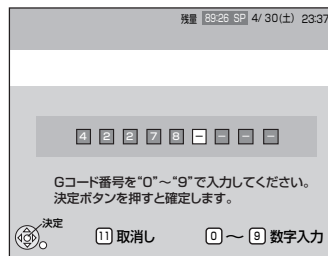 残量 89:26 SP 4/30(土) 23:37
4 2 2 7 8 - - - -
Gコード番号を“0”～“9”で入力してください。
決定ボタンを押すと確定します。
決定
11 取消し 0 ～ 9 数字入力